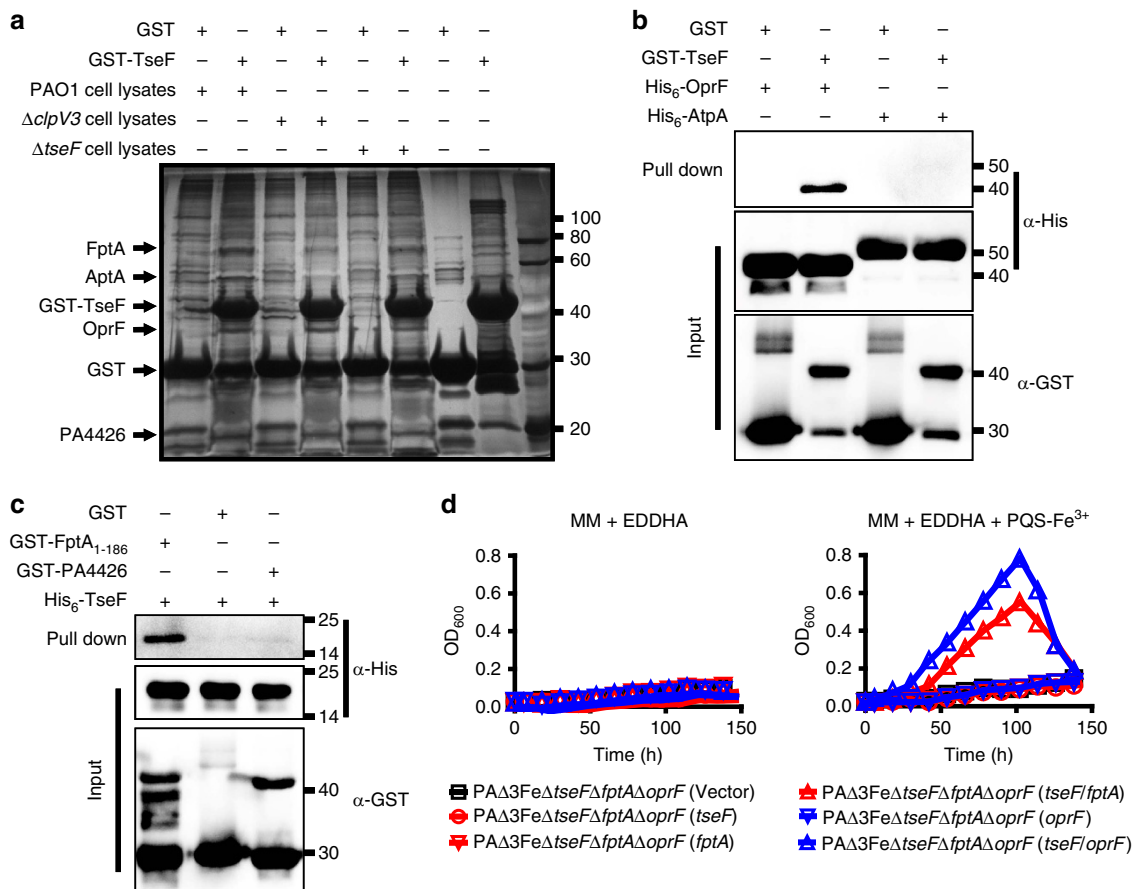 a
GST + – + – + – + –
GST-TseF – + – + – + – +
PAO1 cell lysates + + – – – – – –
ΔclpV3 cell lysates – – + + – – – –
ΔtseF cell lysates – – – – + + – –
FptA
AptA
GST-TseF
OprF
GST
PA4426
100
80
60
40
30
20
b
GST + – + –
GST-TseF – + – +
His6-OprF + + – –
His6-AtpA – – + +
Pull down
50
40
α-His
50
40
Input
40
30
α-GST
c
GST – + –
GST-FptA1-186 + – –
GST-PA4426 – – +
His6-TseF + + +
Pull down
25
14
α-His
25
14
Input
40
30
α-GST
d
MM + EDDHA
OD600
0.8
0.6
0.4
0.2
0.0
0 50 100 150
Time (h)
MM + EDDHA + PQS-Fe3+
OD600
0.8
0.6
0.4
0.2
0.0
0 50 100 150
Time (h)
PAΔ3FeΔtseFΔfptAΔoprF (Vector)
PAΔ3FeΔtseFΔfptAΔoprF (tseF)
PAΔ3FeΔtseFΔfptAΔoprF (fptA)
PAΔ3FeΔtseFΔfptAΔoprF (tseF/fptA)
PAΔ3FeΔtseFΔfptAΔoprF (oprF)
PAΔ3FeΔtseFΔfptAΔoprF (tseF/oprF)